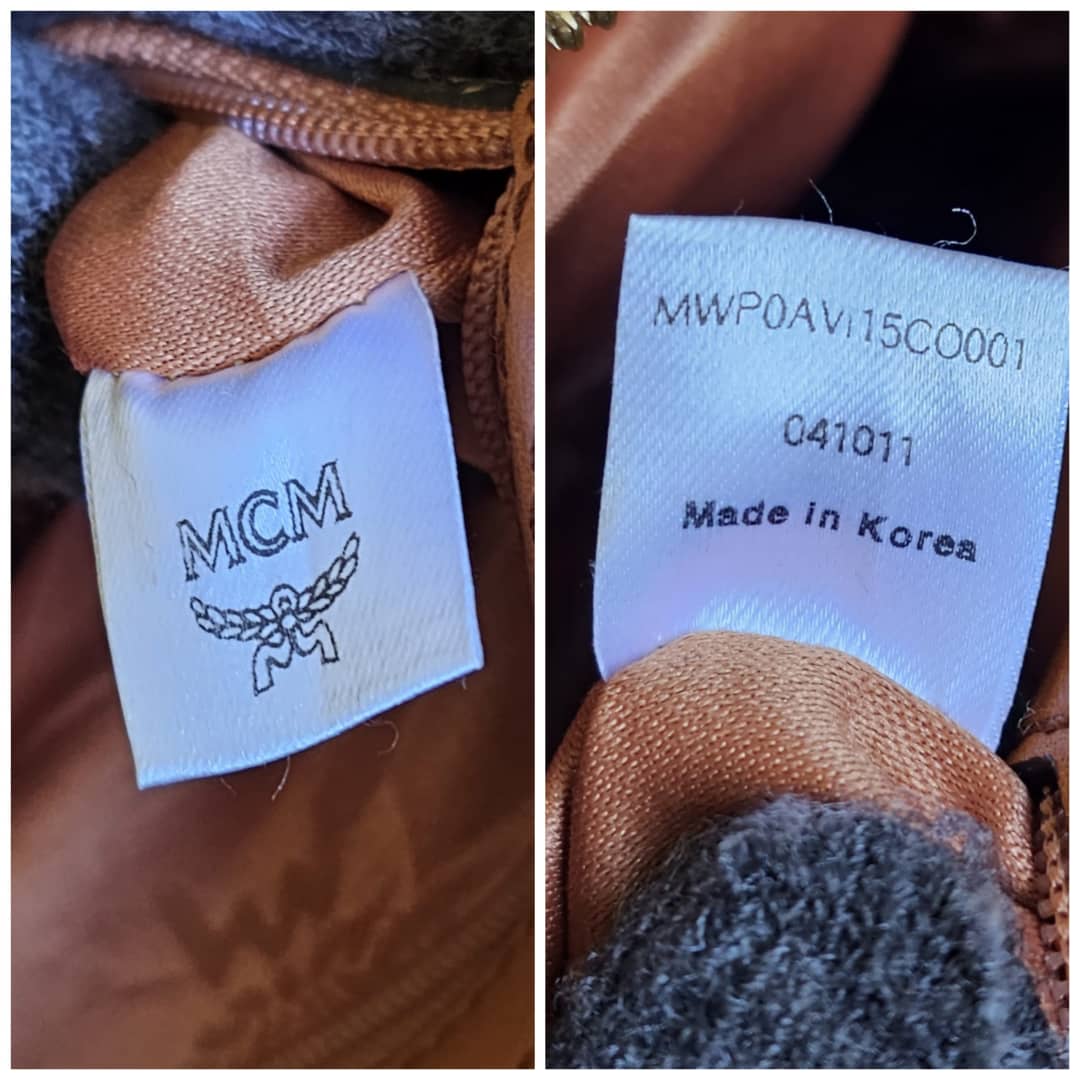 MCM
MWP0AVI15CO001
041011
Made in Korea